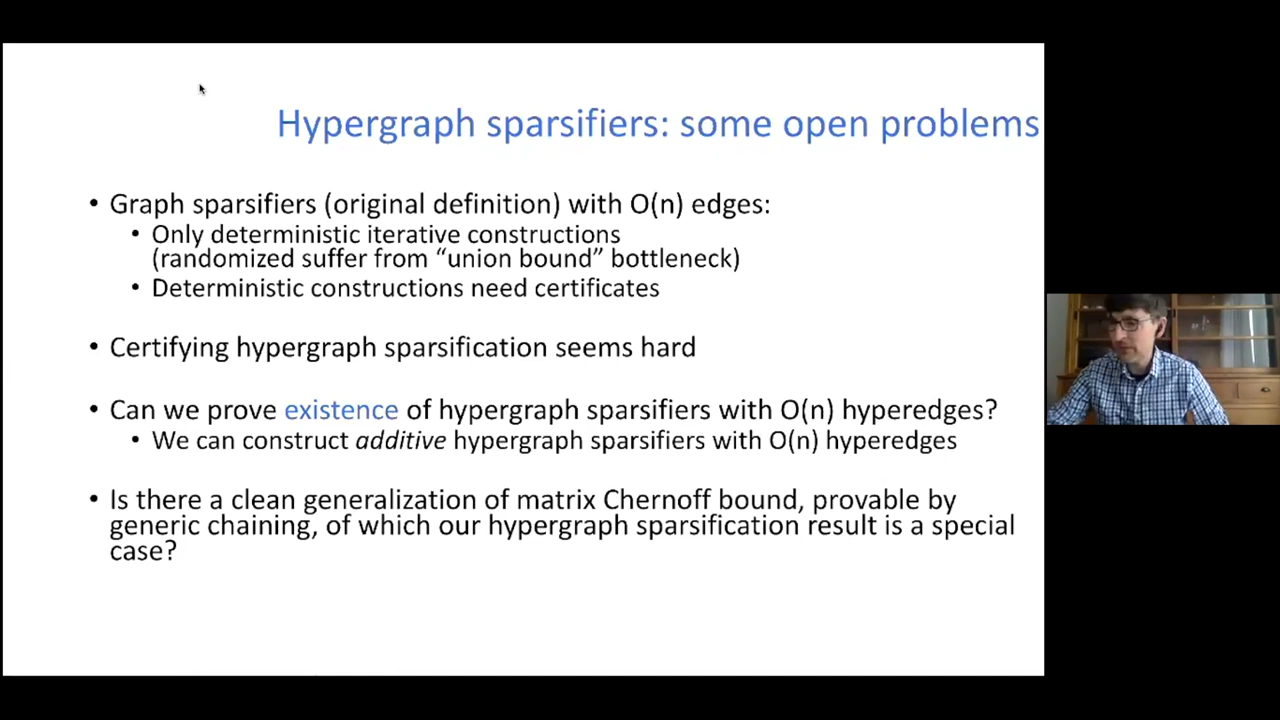 Hypergraph sparsifiers: some open problems
• Graph sparsifiers (original definition) with O(n) edges:
• Only deterministic iterative constructions
(randomized suffer from “union bound” bottleneck)
• Deterministic constructions need certificates
• Certifying hypergraph sparsification seems hard
• Can we prove existence of hypergraph sparsifiers with O(n) hyperedges?
• We can construct additive hypergraph sparsifiers with O(n) hyperedges
• Is there a clean generalization of matrix Chernoff bound, provable by
generic chaining, of which our hypergraph sparsification result is a special
case?